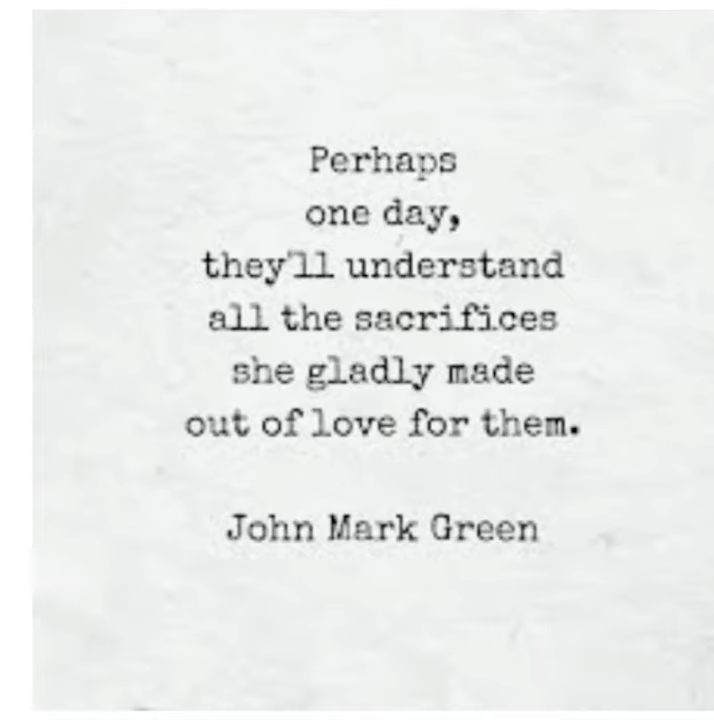 Perhaps
one day,
they'll understand
all the sacrifices
she gladly made
out of love for them.
John Mark Green